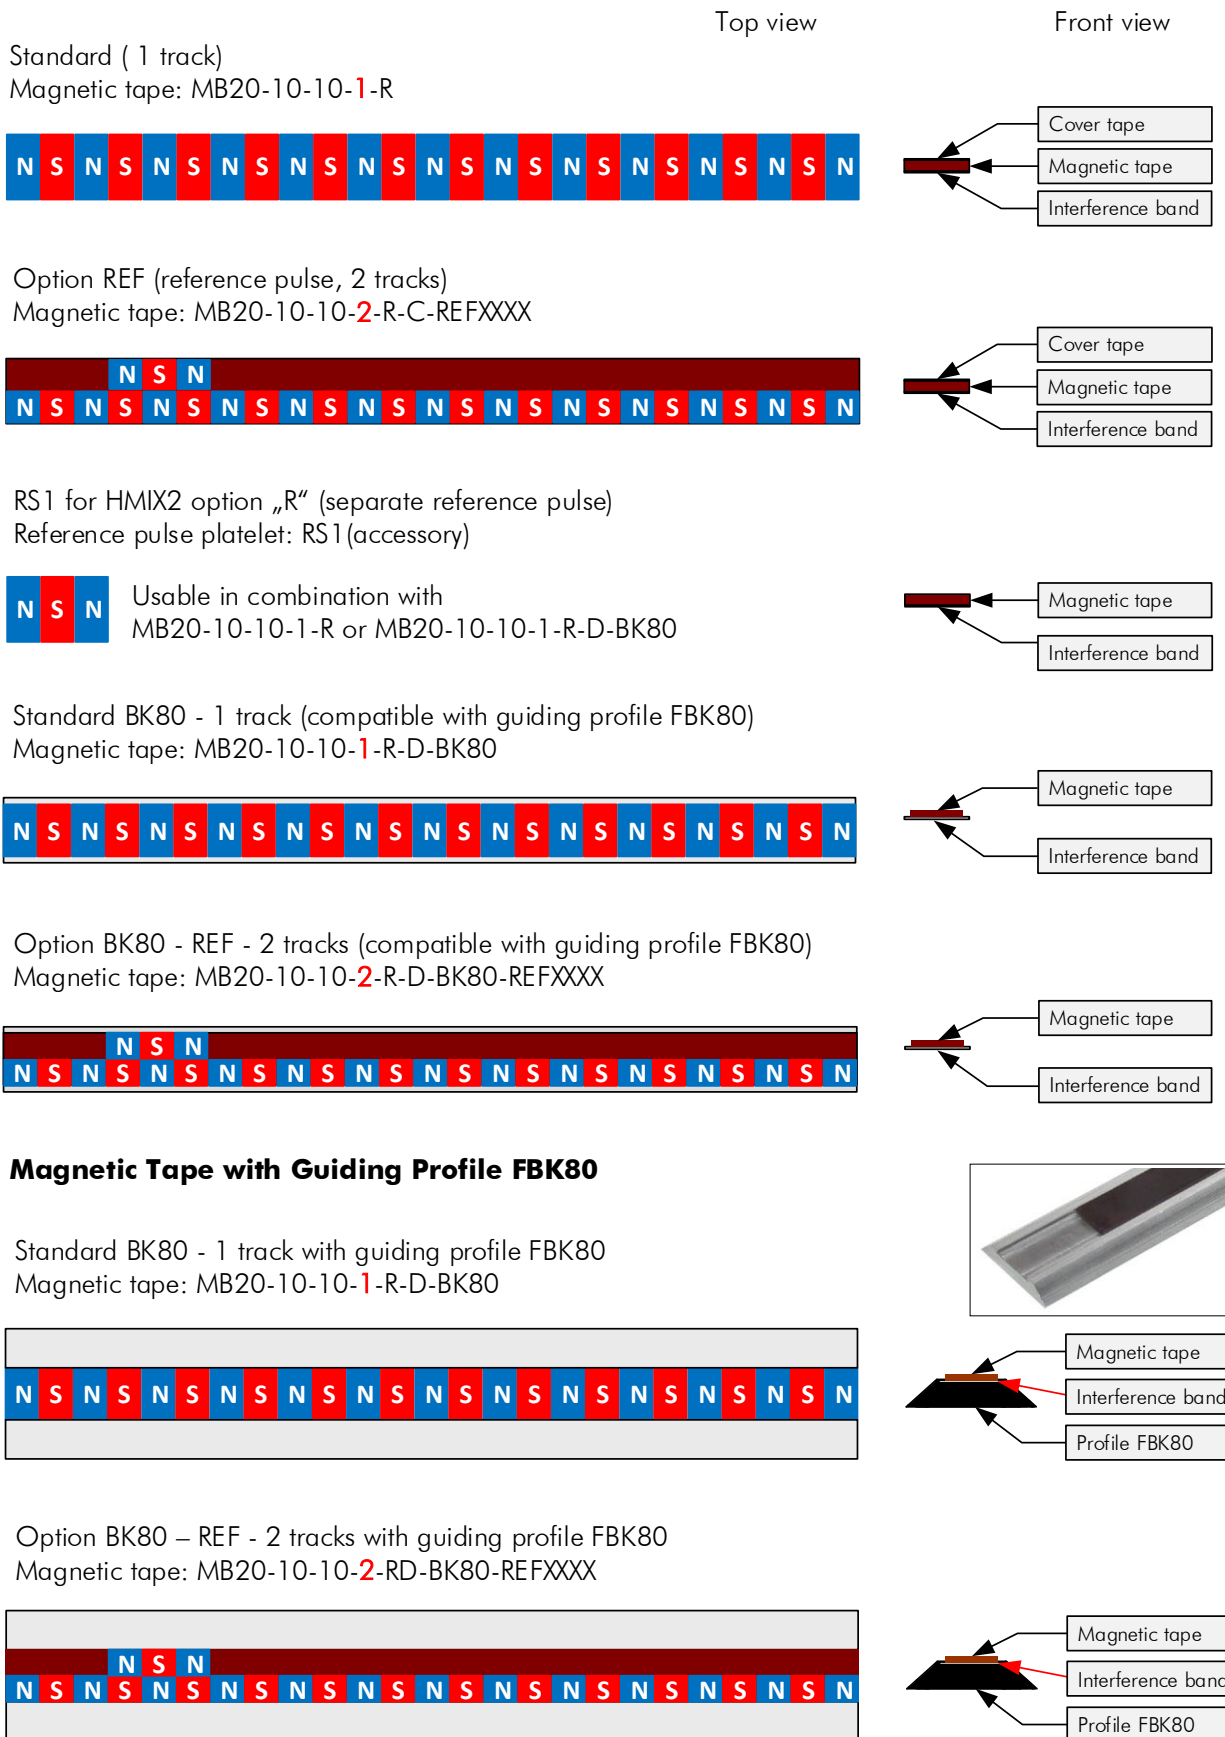 Top view
Front view
Standard ( 1 track)
Magnetic tape: MB20-10-10-1-R
N S N S N S N S N S N S N S N S N S N S N S N S N
Cover tape
Magnetic tape
Interference band
Option REF (reference pulse, 2 tracks)
Magnetic tape: MB20-10-10-2-R-C-REFXXXX
N S N
N S N S N S N S N S N S N S N S N S N S N S N S N
Cover tape
Magnetic tape
Interference band
RS1 for HMIX2 option „R“ (separate reference pulse)
Reference pulse platelet: RS1(accessory)
N S N
Usable in combination with
MB20-10-10-1-R or MB20-10-10-1-R-D-BK80
Magnetic tape
Interference band
Standard BK80 - 1 track (compatible with guiding profile FBK80)
Magnetic tape: MB20-10-10-1-R-D-BK80
N S N S N S N S N S N S N S N S N S N S N S N S N
Magnetic tape
Interference band
Option BK80 - REF - 2 tracks (compatible with guiding profile FBK80)
Magnetic tape: MB20-10-10-2-R-D-BK80-REFXXXX
N S N
N S N S N S N S N S N S N S N S N S N S N S N S N
Magnetic tape
Interference band
Magnetic Tape with Guiding Profile FBK80
Standard BK80 - 1 track with guiding profile FBK80
Magnetic tape: MB20-10-10-1-R-D-BK80
N S N S N S N S N S N S N S N S N S N S N S N S N
Magnetic tape
Interference band
Profile FBK80
Option BK80 – REF - 2 tracks with guiding profile FBK80
Magnetic tape: MB20-10-10-2-RD-BK80-REFXXXX
N S N
N S N S N S N S N S N S N S N S N S N S N S N S N
Magnetic tape
Interference band
Profile FBK80